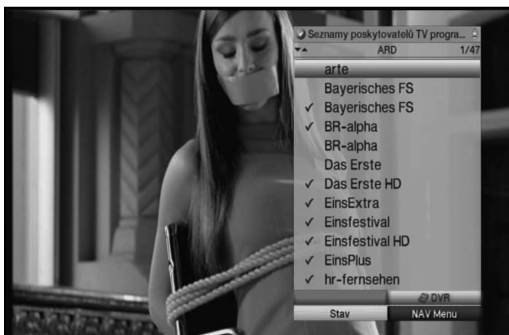 Seznamy poskytovatelů TV progra...
ARD 1/47
arte
Bayerisches FS
✓ Bayerisches FS
✓ BR-alpha
BR-alpha
Das Erste
✓ Das Erste HD
✓ EinsExtra
✓ Einsfestival
✓ Einsfestival HD
✓ EinsPlus
✓ hr-fernsehen
DVR
Stav NAV Menu